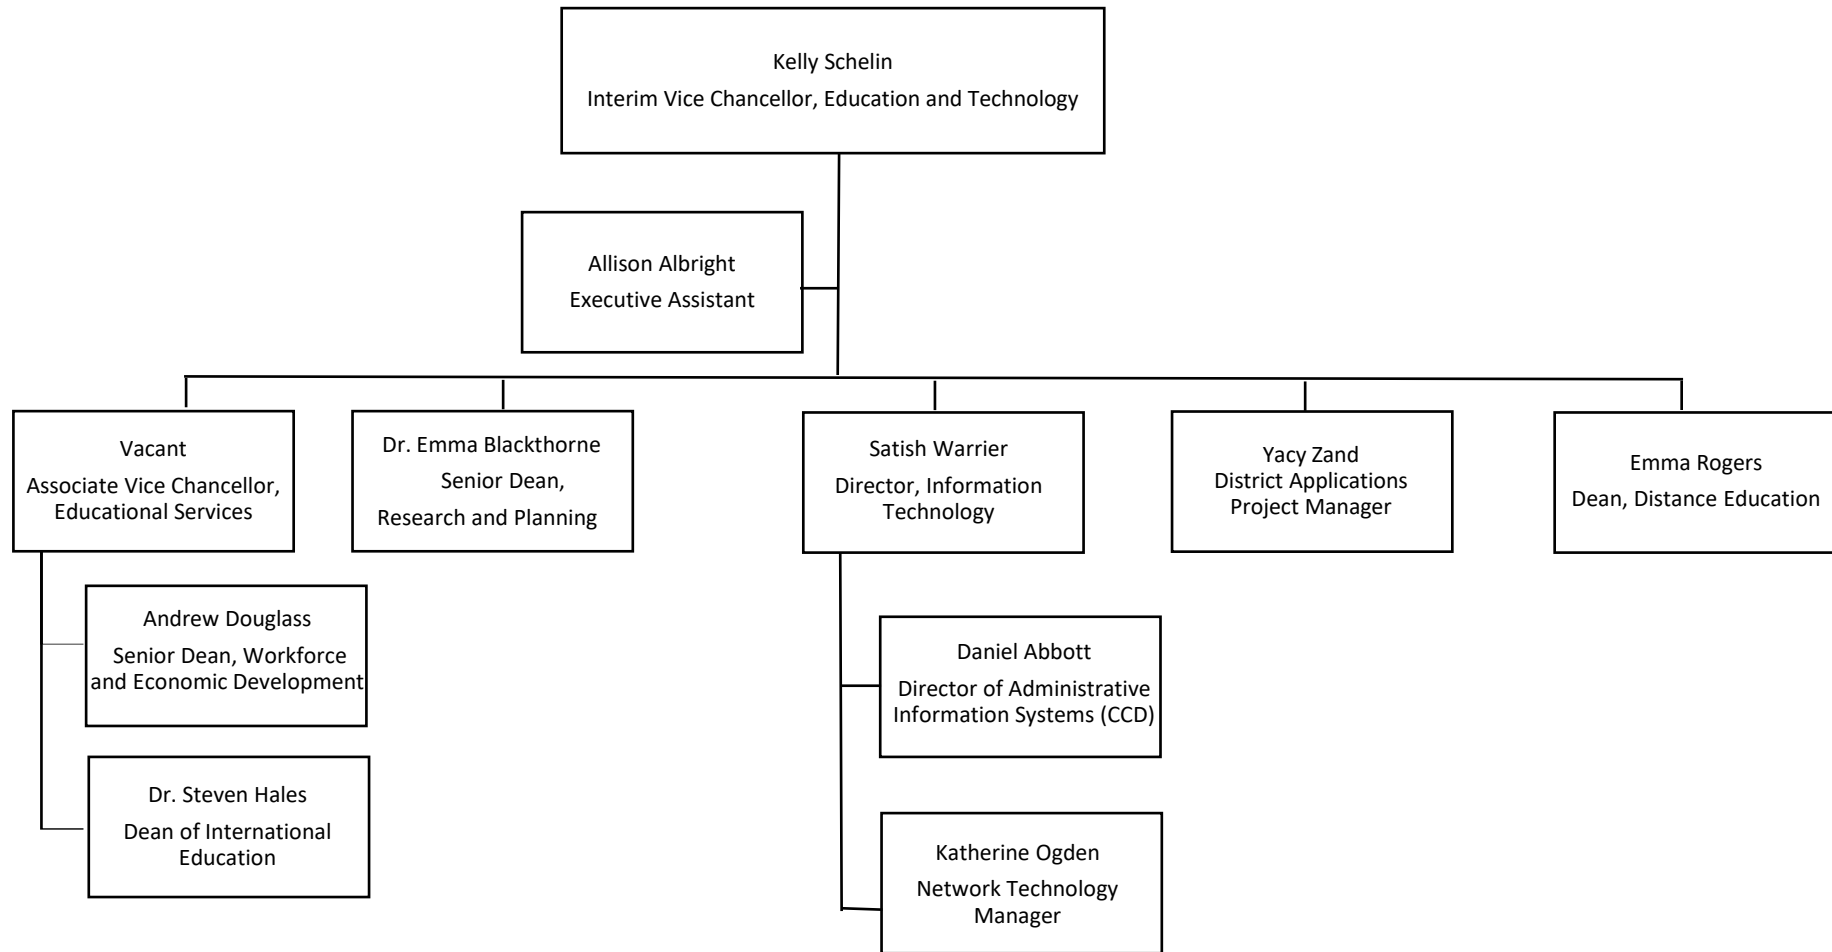 Kelly Schelin
Interim Vice Chancellor, Education and Technology
Allison Albright
Executive Assistant
Vacant
Associate Vice Chancellor,
Educational Services
Dr. Emma Blackthorne
Senior Dean,
Research and Planning
Satish Warrier
Director, Information
Technology
Yacy Zand
District Applications
Project Manager
Emma Rogers
Dean, Distance Education
Andrew Douglass
Senior Dean, Workforce
and Economic Development
Dr. Steven Hales
Dean of International
Education
Daniel Abbott
Director of Administrative
Information Systems (CCD)
Katherine Ogden
Network Technology
Manager